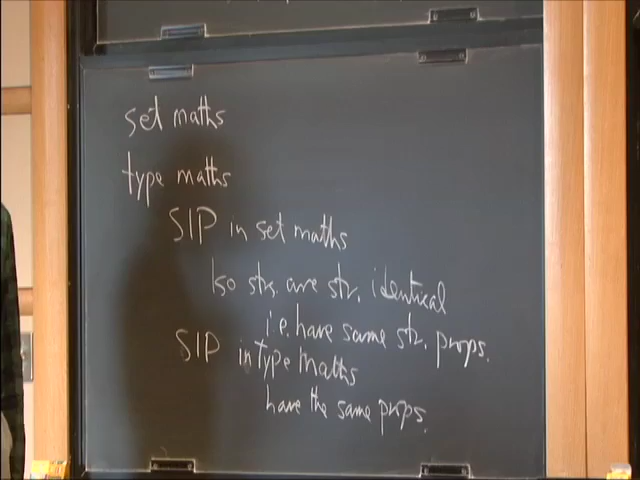 set maths
type maths
SIP in set maths
Iso strs. are str. identical
i.e. have same str. props.
SIP in type maths
have the same props.